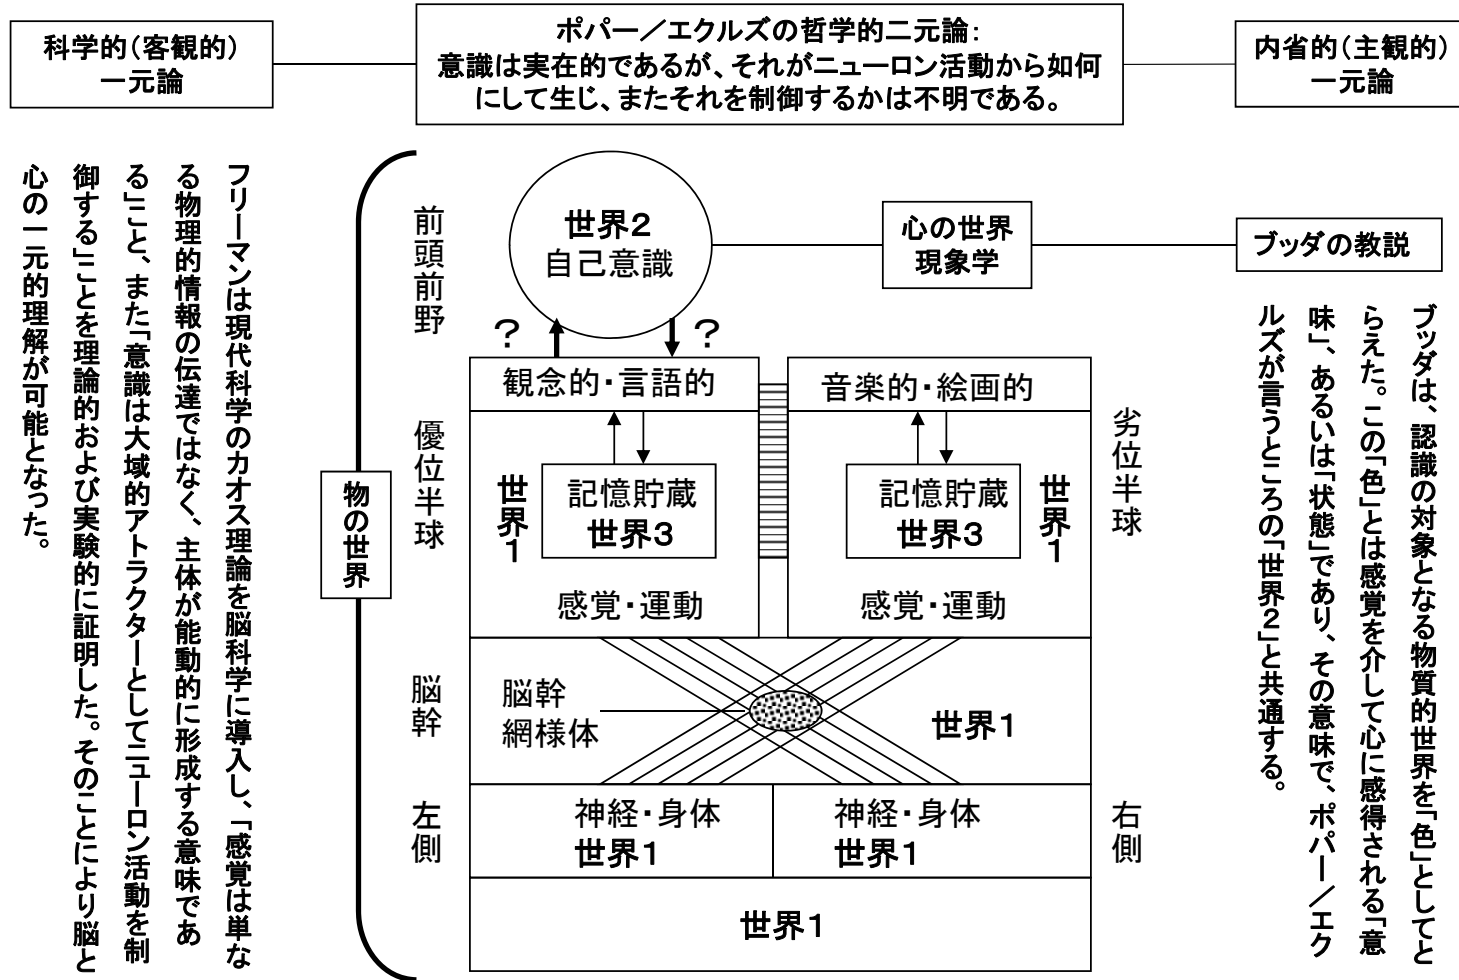 科学的(客観的)
一元論
ポパー/エクルズの哲学的二元論:
意識は実在的であるが、それがニューロン活動から如何
にして生じ、またそれを制御するかは不明である。
内省的(主観的)
一元論
フリーマンは現代科学のカオス理論を脳科学に導入し、「感覚は単な
る物理的情報の伝達ではなく、主体が能動的に形成する意味であ
る」こと、また「意識は大域的アトラクターとしてニューロン活動を制
御する」ことを理論的および実験的に証明した。そのことにより脳と
心の一元的理解が可能となった。
物の世界
前頭前野
優位半球
脳幹
左側
世界2
自己意識
?
?
心の世界
現象学
ブッダの教説
観念的・言語的
音楽的・絵画的
世界1
記憶貯蔵
世界3
感覚・運動
記憶貯蔵
世界3
世界1
感覚・運動
脳幹
網様体
世界1
神経・身体
世界1
神経・身体
世界1
世界1
劣位半球
右側
ブッダは、認識の対象となる物質的世界を「色」としてと
らえた。この「色」とは感覚を介して心に感得される「意
味」、あるいは「状態」であり、その意味で、ポパー/エク
ルズが言うところの「世界2」と共通する。